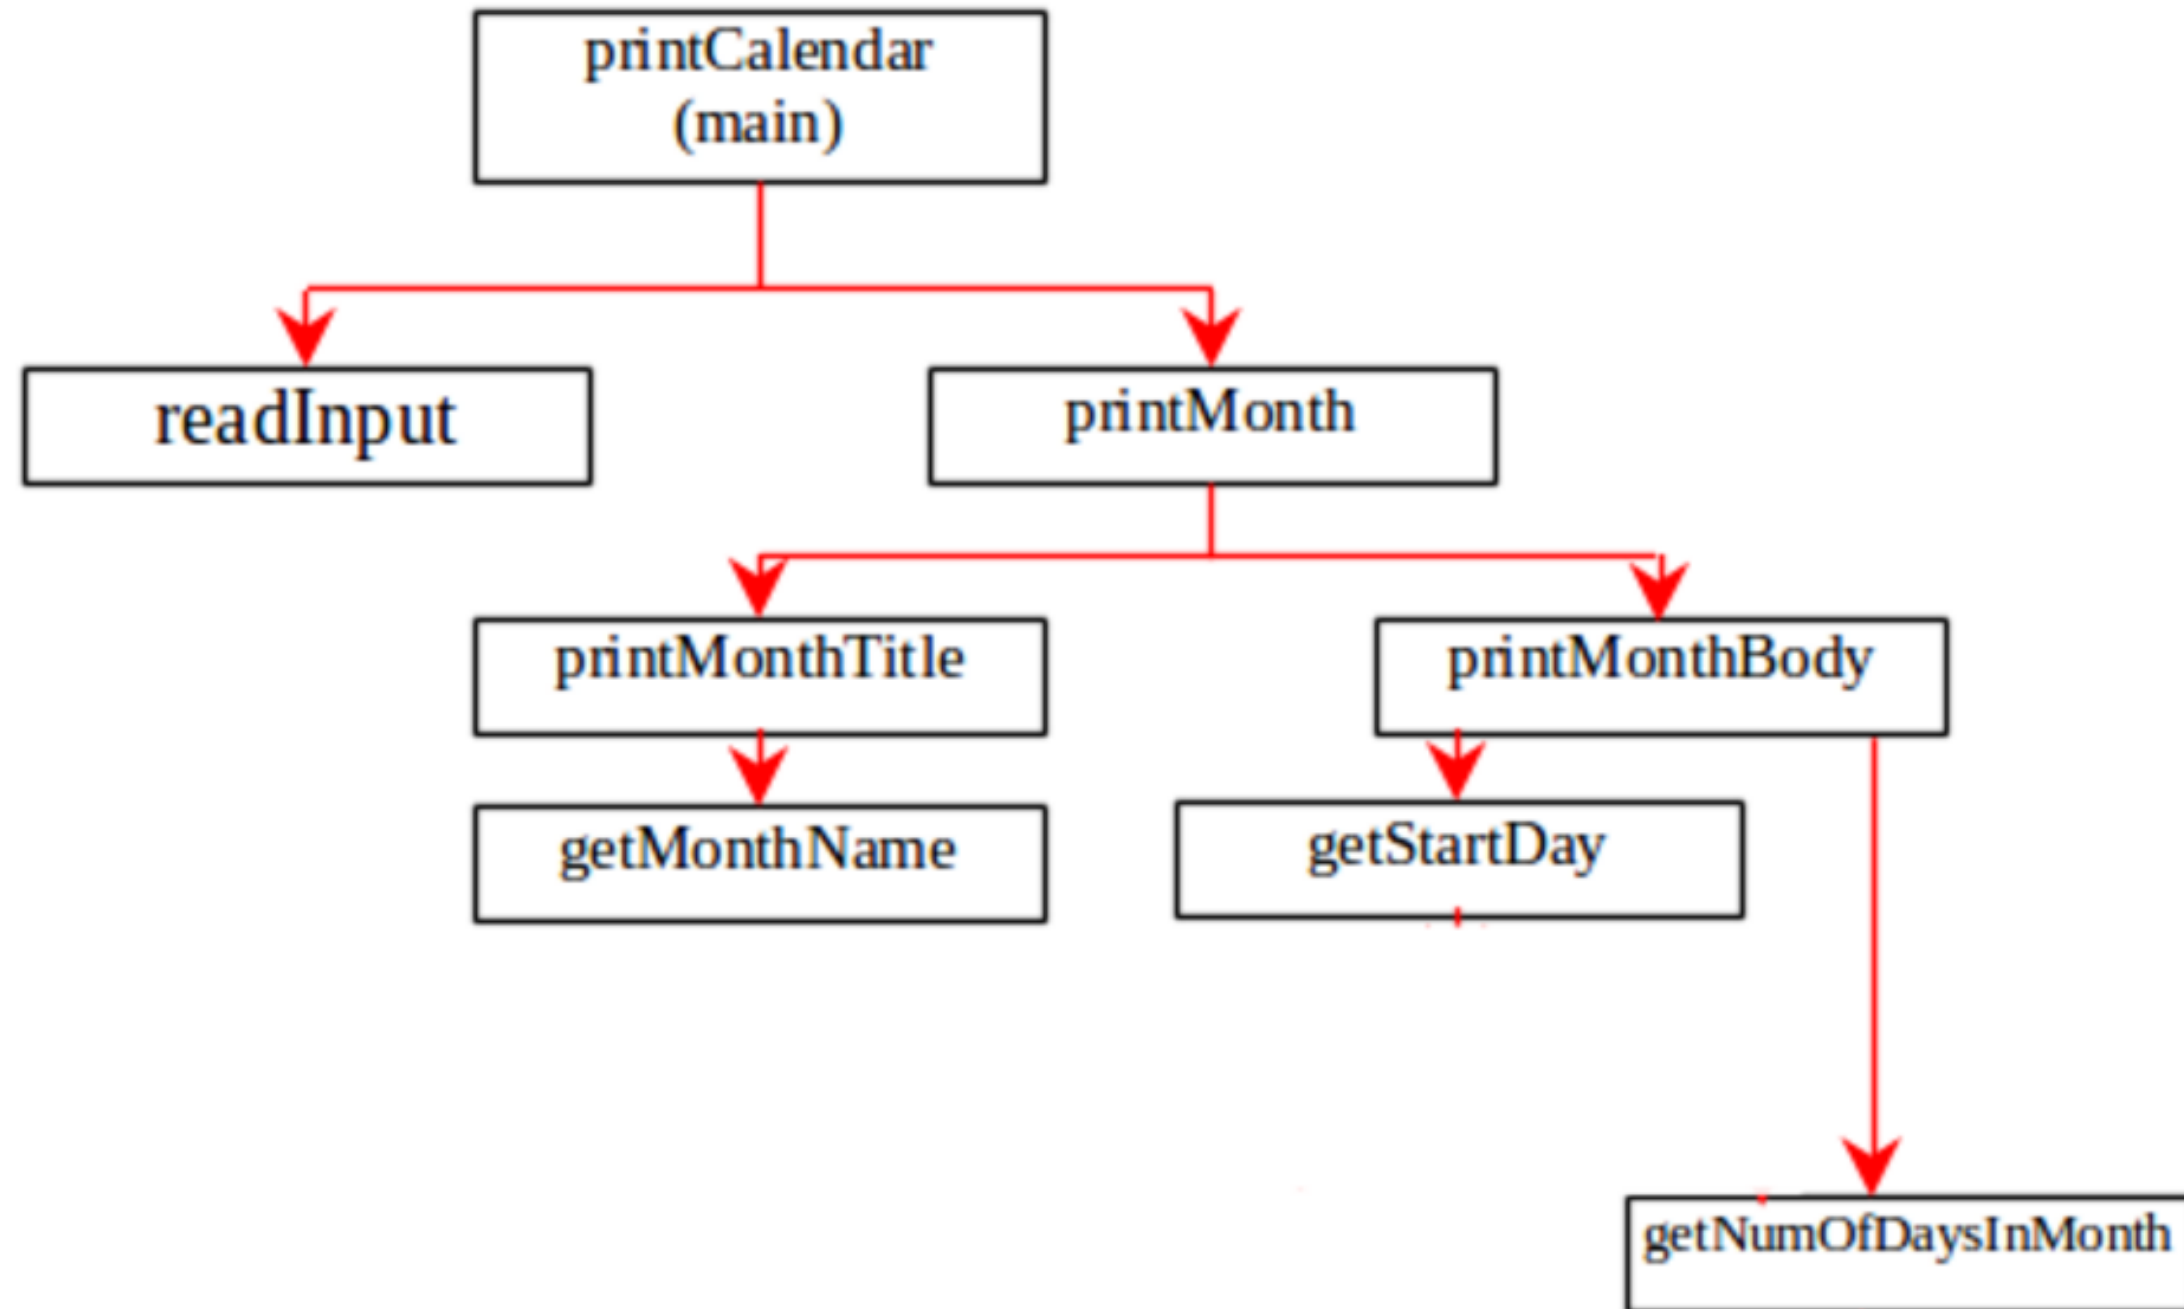 printCalendar
(main)
readInput
printMonth
printMonthTitle
printMonthBody
getMonthName
getStartDay
getNumOfDaysInMonth